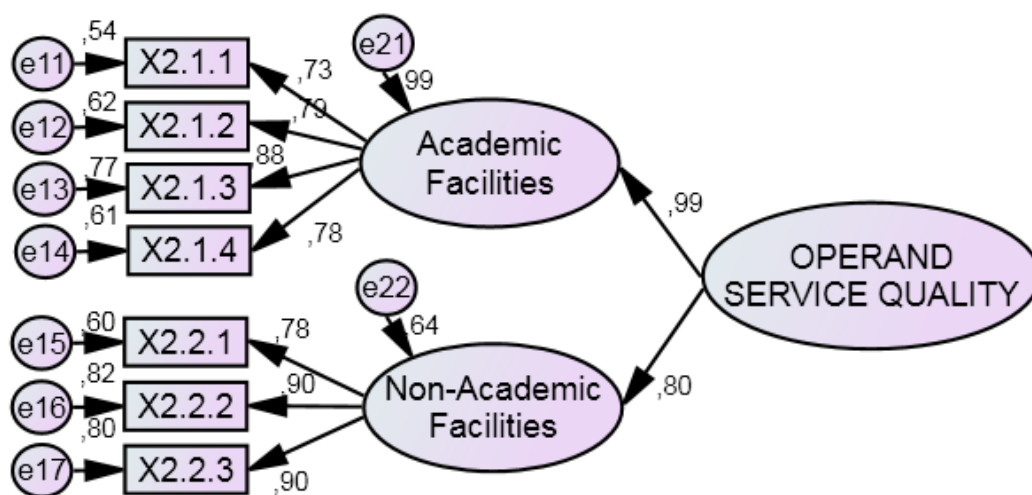 ,54
e11
X2.1.1
,73
,62
e12
X2.1.2
,79
,77
e13
X2.1.3
,88
,61
e14
X2.1.4
,78
e21
,99
Academic
Facilities
,99
OPERAND
SERVICE QUALITY
,80
,60
e15
X2.2.1
,78
,82
e16
X2.2.2
,90
,80
e17
X2.2.3
,90
e22
,64
Non-Academic
Facilities